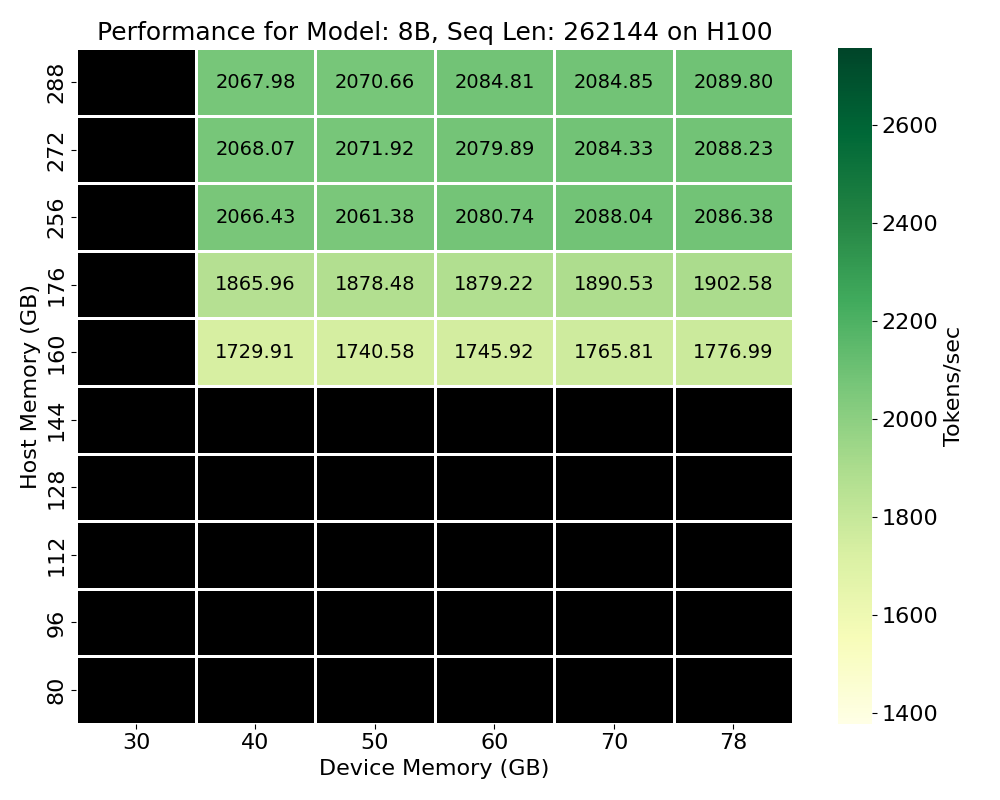 Performance for Model: 8B, Seq Len: 262144 on H100
Host Memory (GB)
288 2067.98 2070.66 2084.81 2084.85 2089.80
272 2068.07 2071.92 2079.89 2084.33 2088.23
256 2066.43 2061.38 2080.74 2088.04 2086.38
176 1865.96 1878.48 1879.22 1890.53 1902.58
160 1729.91 1740.58 1745.92 1765.81 1776.99
144
128
112
96
80
30 40 50 60 70 78
Device Memory (GB)
2600
2400
2200
2000
1800
1600
1400
Tokens/sec